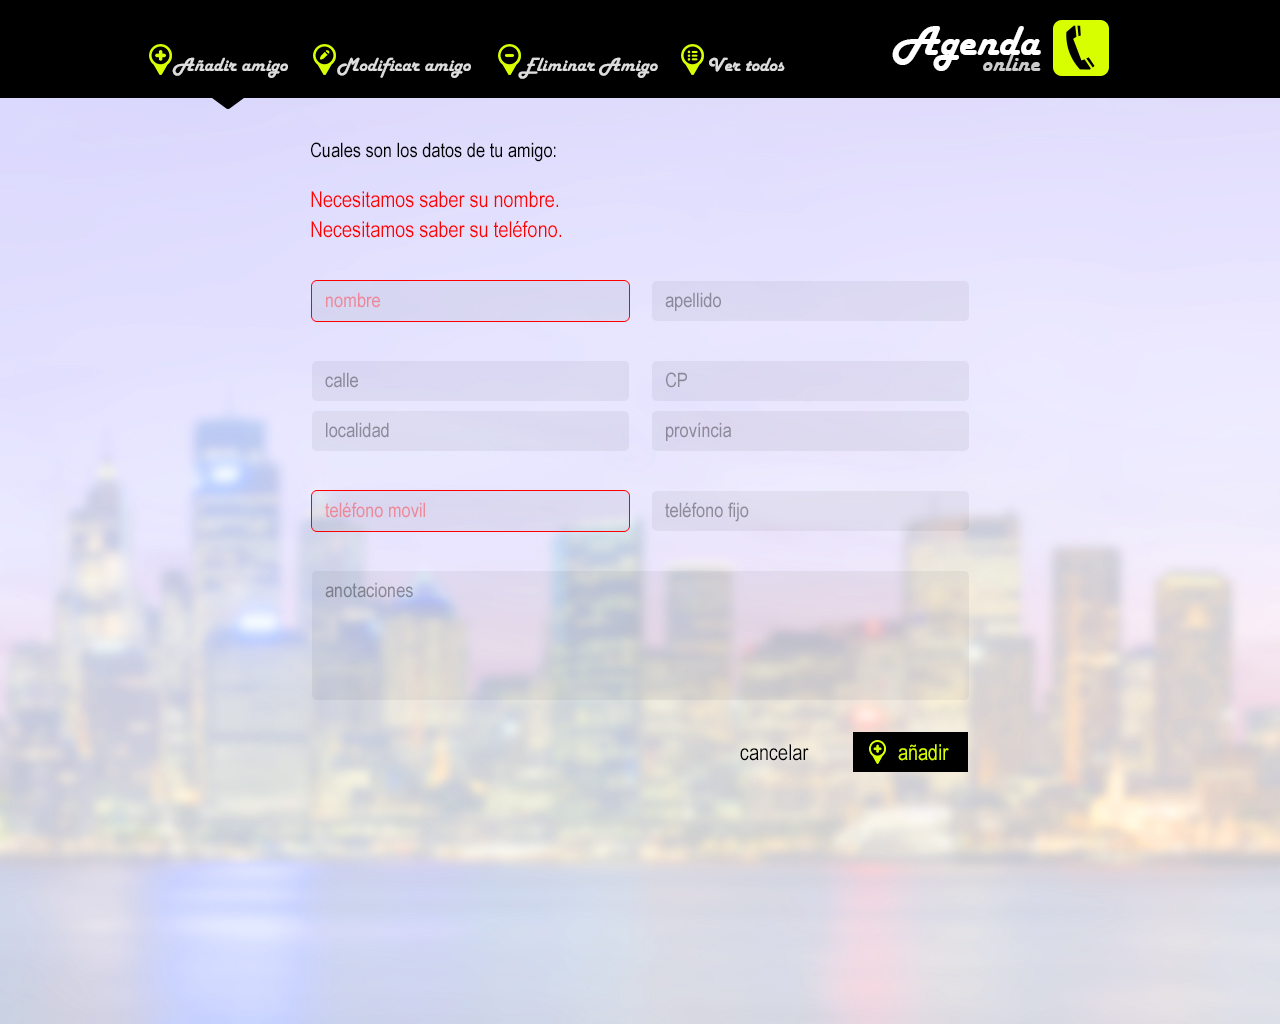 Añadir amigo Modificar amigo Eliminar Amigo Ver todos
Agenda
online
Cuales son los datos de tu amigo:
Necesitamos saber su nombre.
Necesitamos saber su teléfono.
nombre apellido
calle CP
localidad província
teléfono movil teléfono fijo
anotaciones
cancelar añadir